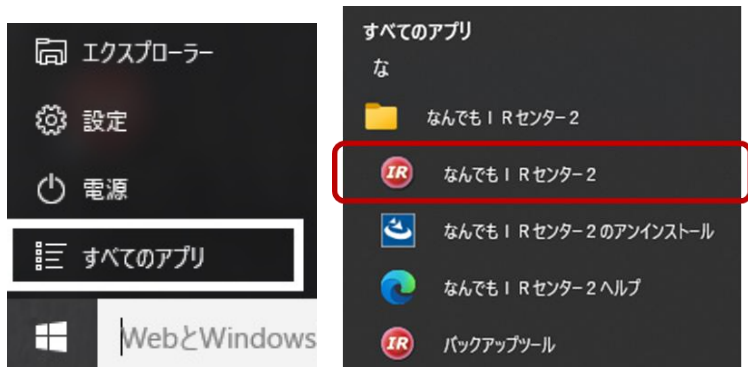 エクスプローラー
設定
電源
すべてのアプリ
WebとWindows
すべてのアプリ
な
なんでもＩＲセンター２
IR なんでもＩＲセンター２
なんでもＩＲセンター２のアンインストール
なんでもＩＲセンター２ヘルプ
IR バックアップツール